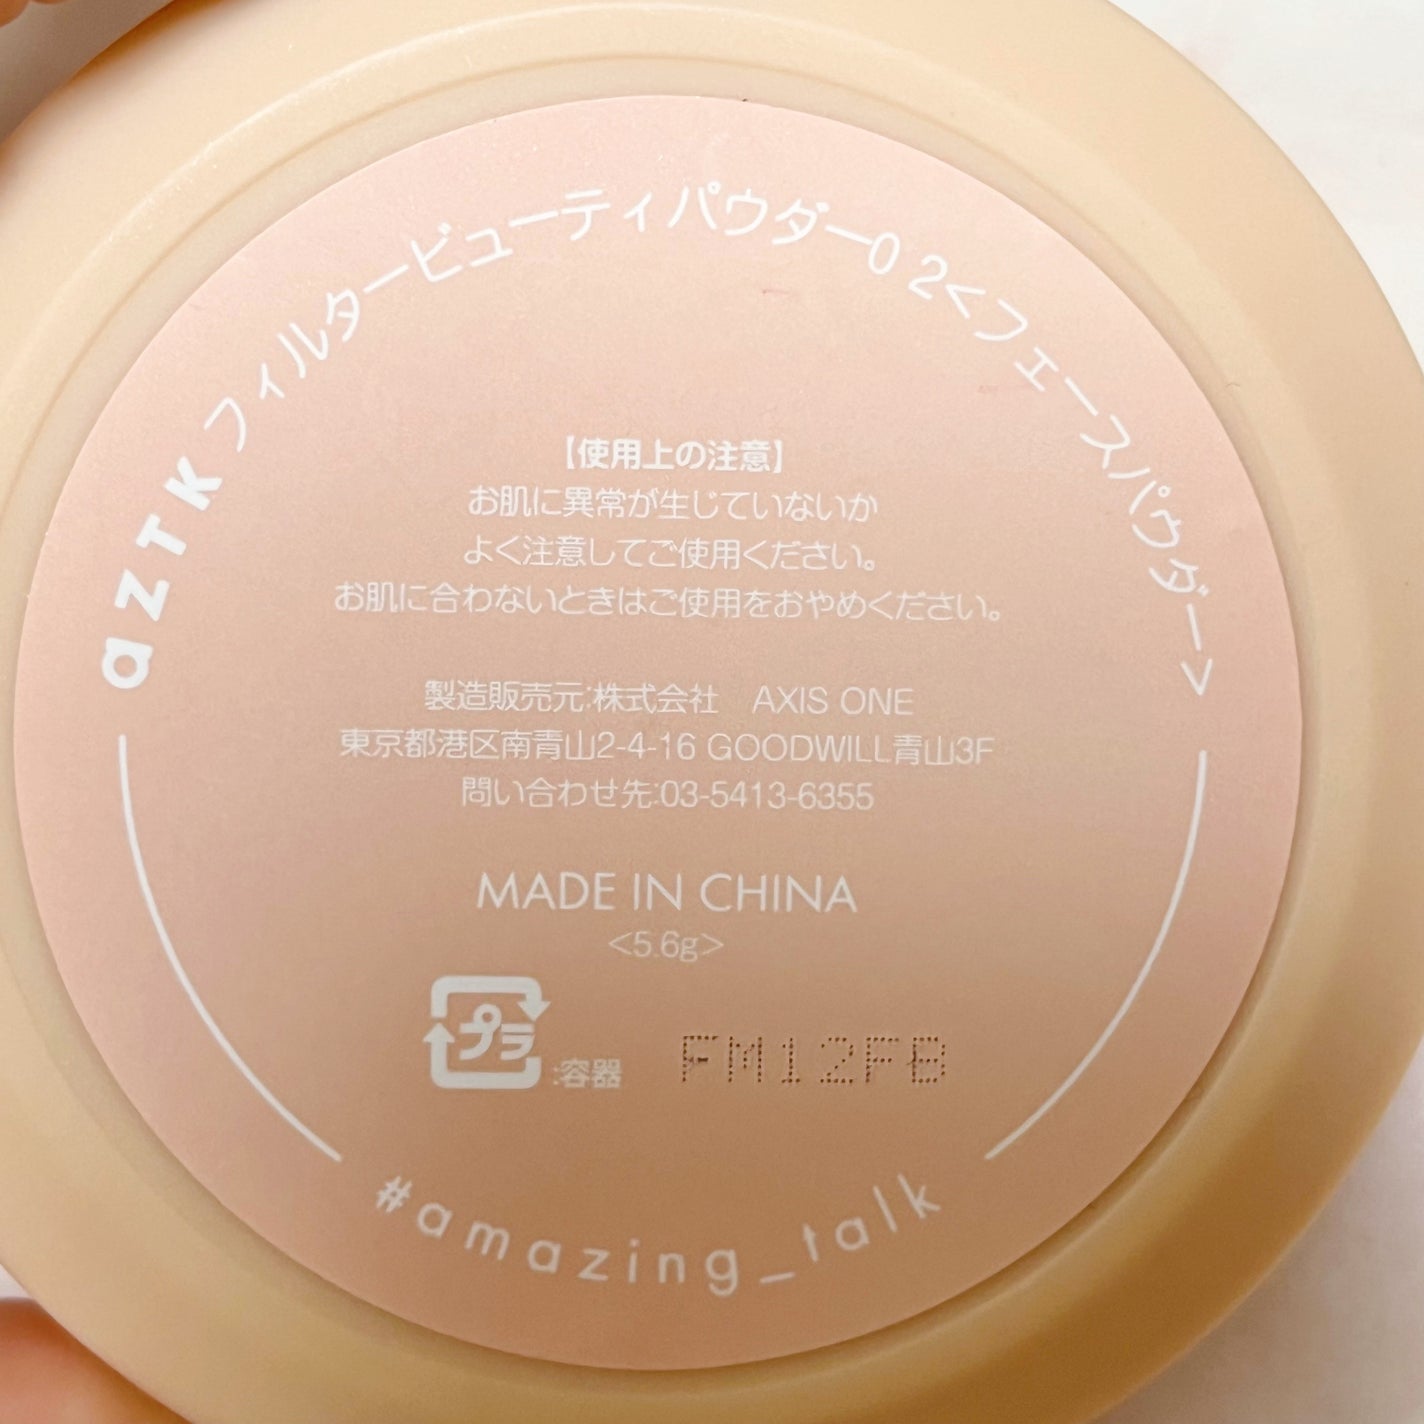 aZTK フィルタービューティパウダー02<フェースパウダー>
【使用上の注意】
お肌に異常が生じていないか
よく注意してご使用ください。
お肌に合わないときはご使用をおやめください。
製造販売元:株式会社　AXIS ONE
東京都港区南青山2-4-16 GOODWILL青山3F
問い合わせ先:03-5413-6355
MADE IN CHINA
<5.6g>
プラ
:容器
FM12FB
#amazing_talk